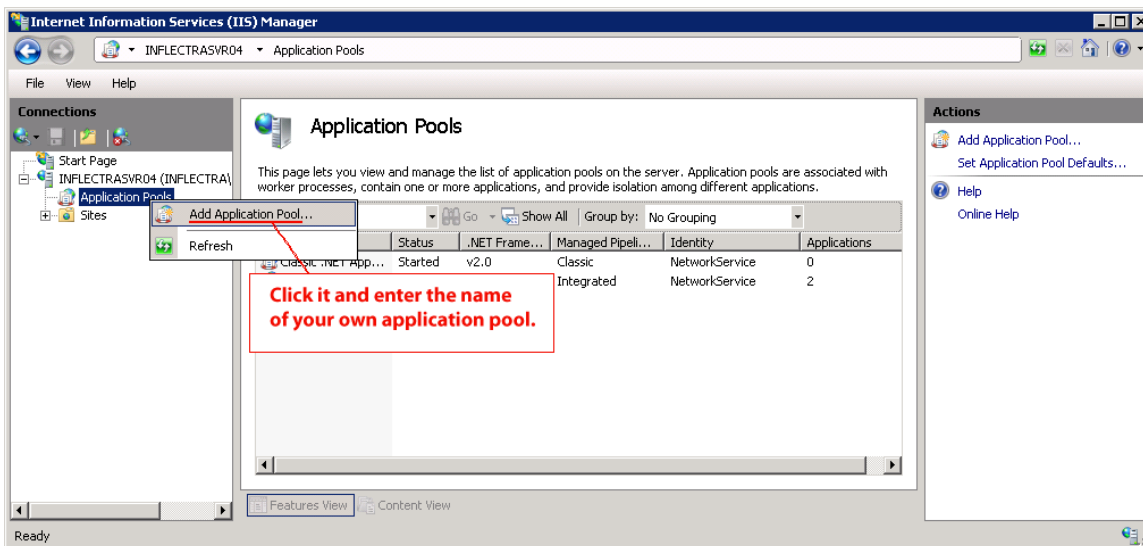 Internet Information Services (IIS) Manager
INFLECTRASVR04 Application Pools
File View Help
Connections
Start Page
INFLECTRASVR04 (INFLECTRA\
Application Pools
Sites
Add Application Pool...
Refresh
Application Pools
This page lets you view and manage the list of application pools on the server. Application pools are associated with
worker processes, contain one or more applications, and provide isolation among different applications.
Go Show All Group by: No Grouping
Status .NET Frame... Managed Pipeli... Identity Applications
Classic .NET App... Started v2.0 Classic NetworkService 0
Integrated NetworkService 2
Click it and enter the name
of your own application pool.
Features View Content View
Actions
Add Application Pool...
Set Application Pool Defaults...
Help
Online Help
Ready